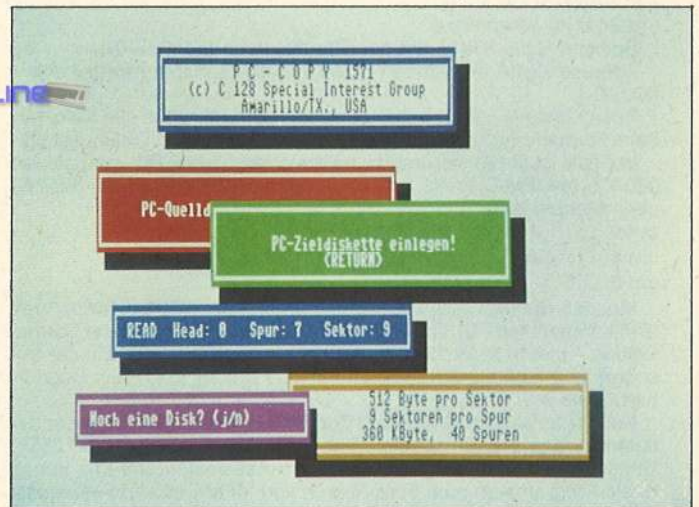 P C - C O P Y 1571
(c) C 128 Special Interest Group
Amarillo/TX., USA
PC-Quelld
PC-Zieldiskette einlegen!
(RETURN)
READ Head: 0 Spur: 7 Sektor: 9
Noch eine Disk? (j/n)
512 Byte pro Sektor
9 Sektoren pro Spur
360 KByte, 40 Spuren